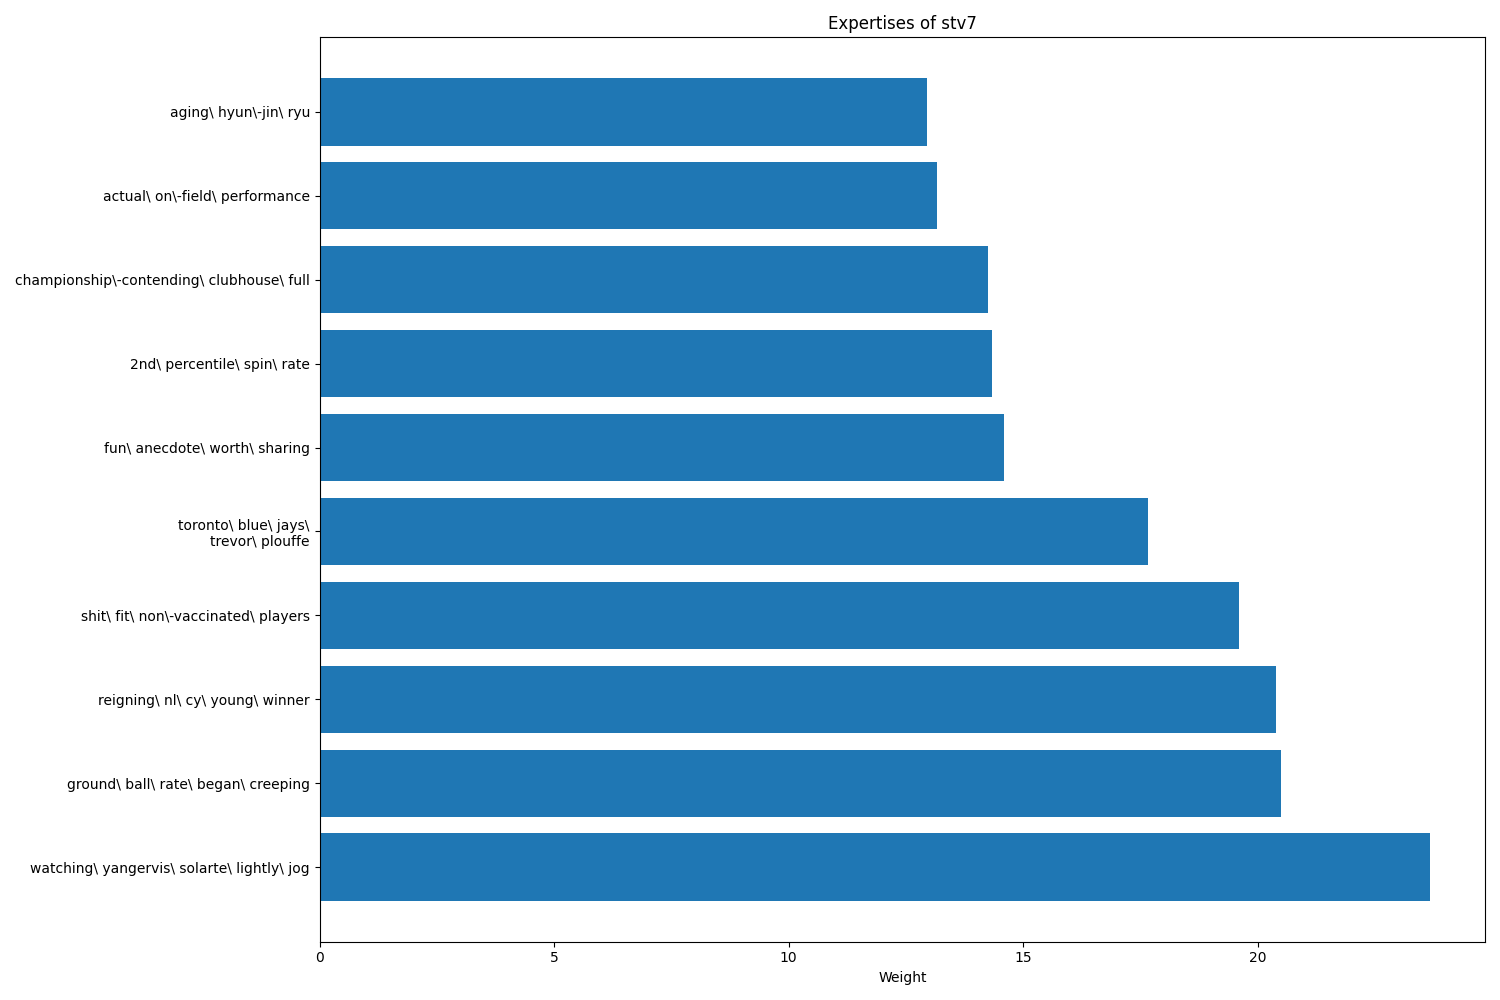 Expertises of stv7
aging\ hyun\-jin\ ryu
actual\ on\-field\ performance
championship\-contending\ clubhouse\ full
2nd\ percentile\ spin\ rate
fun\ anecdote\ worth\ sharing
toronto\ blue\ jays\
trevor\ plouffe
shit\ fit\ non\-vaccinated\ players
reigning\ nl\ cy\ young\ winner
ground\ ball\ rate\ began\ creeping
watching\ yangervis\ solarte\ lightly\ jog
0 5 10 15 20
Weight